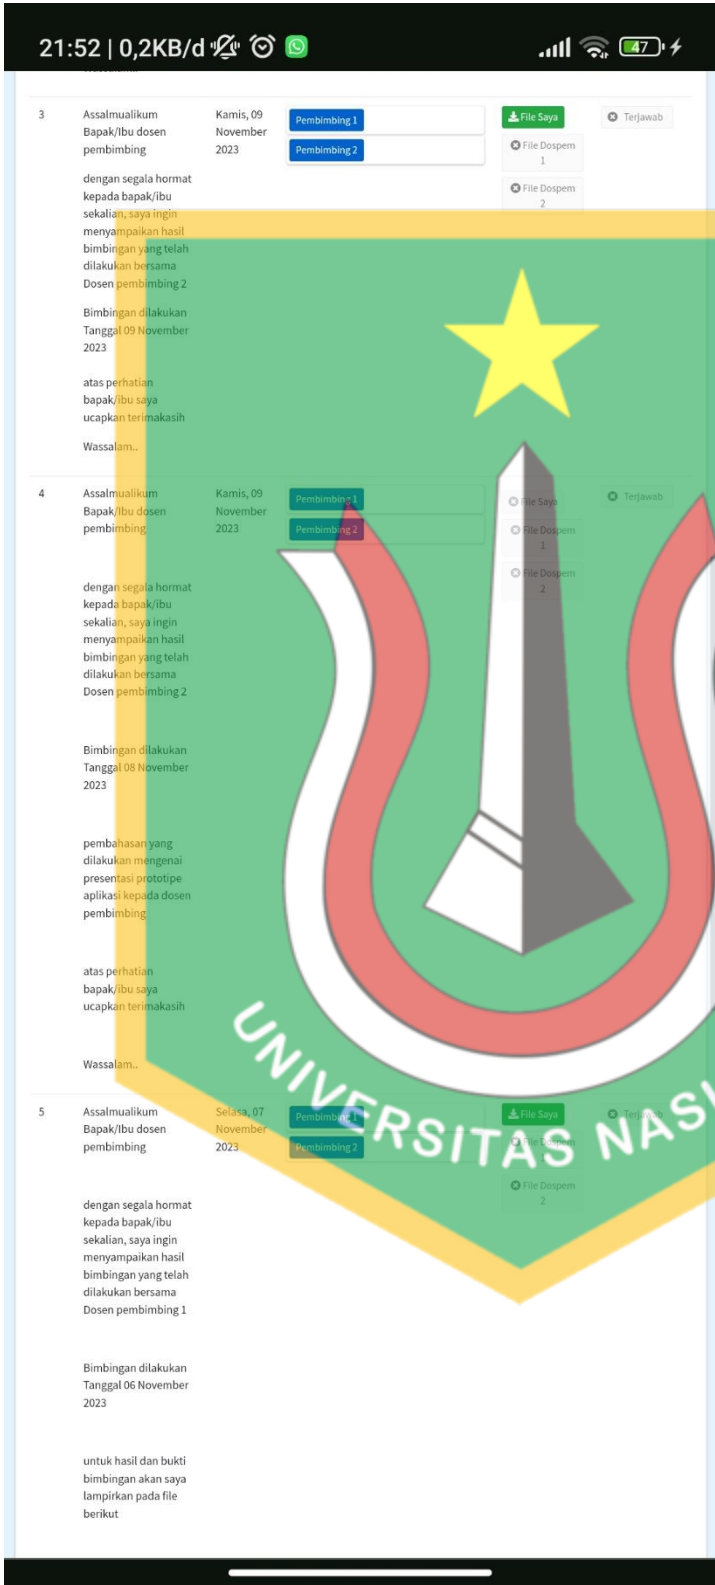 21:52 | 0,2KB/d
47
3
Assalmualikum
Bapak/Ibu dosen
pembimbing
dengan segala hormat
kepada bapak/ibu
sekalian, saya ingin
menyampaikan hasil
bimbingan yang telah
dilakukan bersama
Dosen pembimbing 2
Bimbingan dilakukan
Tanggal 09 November
2023
atas perhatian
bapak/ibu saya
ucapkan terimakasih
Wassalam..
Kamis, 09
November
2023
Pembimbing 1
Pembimbing 2
File Saya
File Dospem
1
File Dospem
2
Terjawab
4
Assalmualikum
Bapak/Ibu dosen
pembimbing
dengan segala hormat
kepada bapak/ibu
sekalian, saya ingin
menyampaikan hasil
bimbingan yang telah
dilakukan bersama
Dosen pembimbing 2
Bimbingan dilakukan
Tanggal 08 November
2023
pembahasan yang
dilakukan mengenai
presentasi prototipe
aplikasi kepada dosen
pembimbing
atas perhatian
bapak/ibu saya
ucapkan terimakasih
Wassalam..
Kamis, 09
November
2023
Pembimbing 1
Pembimbing 2
File Saya
File Dospem
1
File Dospem
2
Terjawab
5
Assalmualikum
Bapak/Ibu dosen
pembimbing
dengan segala hormat
kepada bapak/ibu
sekalian, saya ingin
menyampaikan hasil
bimbingan yang telah
dilakukan bersama
Dosen pembimbing 1
Bimbingan dilakukan
Tanggal 06 November
2023
untuk hasil dan bukti
bimbingan akan saya
lampirkan pada file
berikut
Selasa, 07
November
2023
Pembimbing 1
Pembimbing 2
File Saya
File Dospem
1
File Dospem
2
Terjawab
UNIVERSITAS NASI